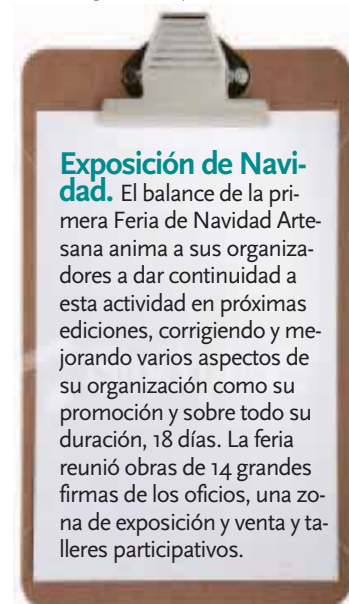 Exposición de Navi-
dad. El balance de la pri-
mera Feria de Navidad Arte-
sana anima a sus organiza-
dores a dar continuidad a
esta actividad en próximas
ediciones, corrigiendo y me-
jorando varios aspectos de
su organización como su
promoción y sobre todo su
duración, 18 días. La feria
reunió obras de 14 grandes
firmas de los oficios, una zo-
na de exposición y venta y ta-
lleres participativos.